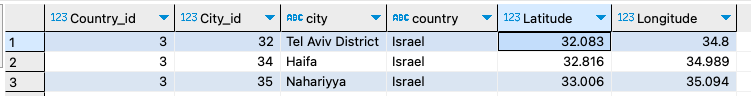 123 Country_id 123 City_id ABC city ABC country 123 Latitude 123 Longitude
1 3 32 Tel Aviv District Israel 32.083 34.8
2 3 34 Haifa Israel 32.816 34.989
3 3 35 Nahariyya Israel 33.006 35.094